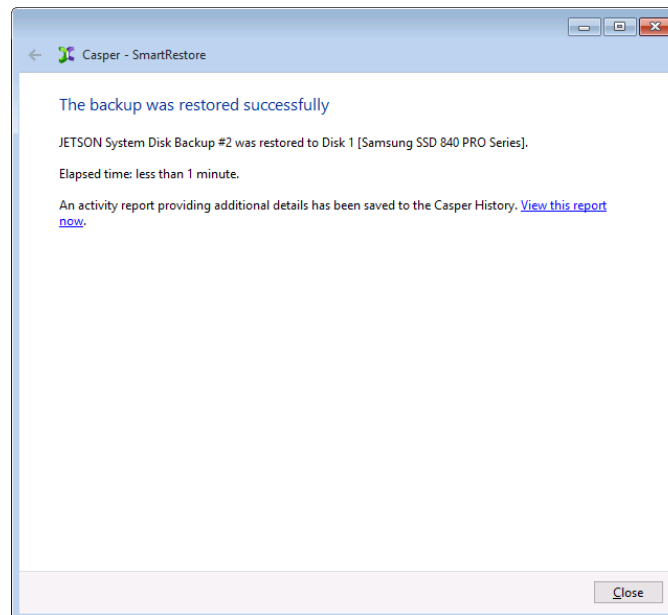 Casper - SmartRestore
The backup was restored successfully
JETSON System Disk Backup #2 was restored to Disk 1 [Samsung SSD 840 PRO Series].
Elapsed time: less than 1 minute.
An activity report providing additional details has been saved to the Casper History. View this report
now.
Close